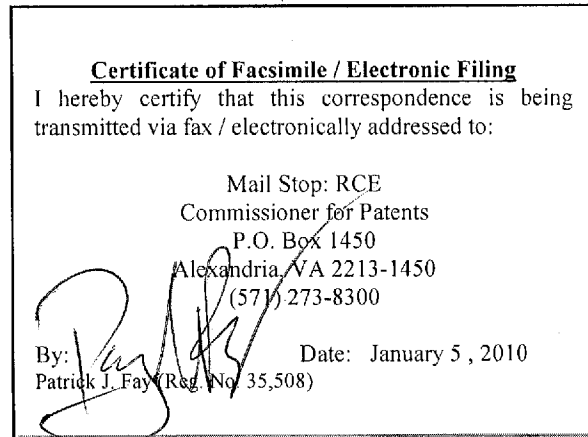 Certificate of Facsimile / Electronic Filing
I hereby certify that this correspondence is being
transmitted via fax / electronically addressed to:
Mail Stop: RCE
Commissioner for Patents
P.O. Box 1450
Alexandria, VA 2213-1450
(571) 273-8300
By: Date: January 5 , 2010
Patrick J. Fay (Reg. No. 35,508)